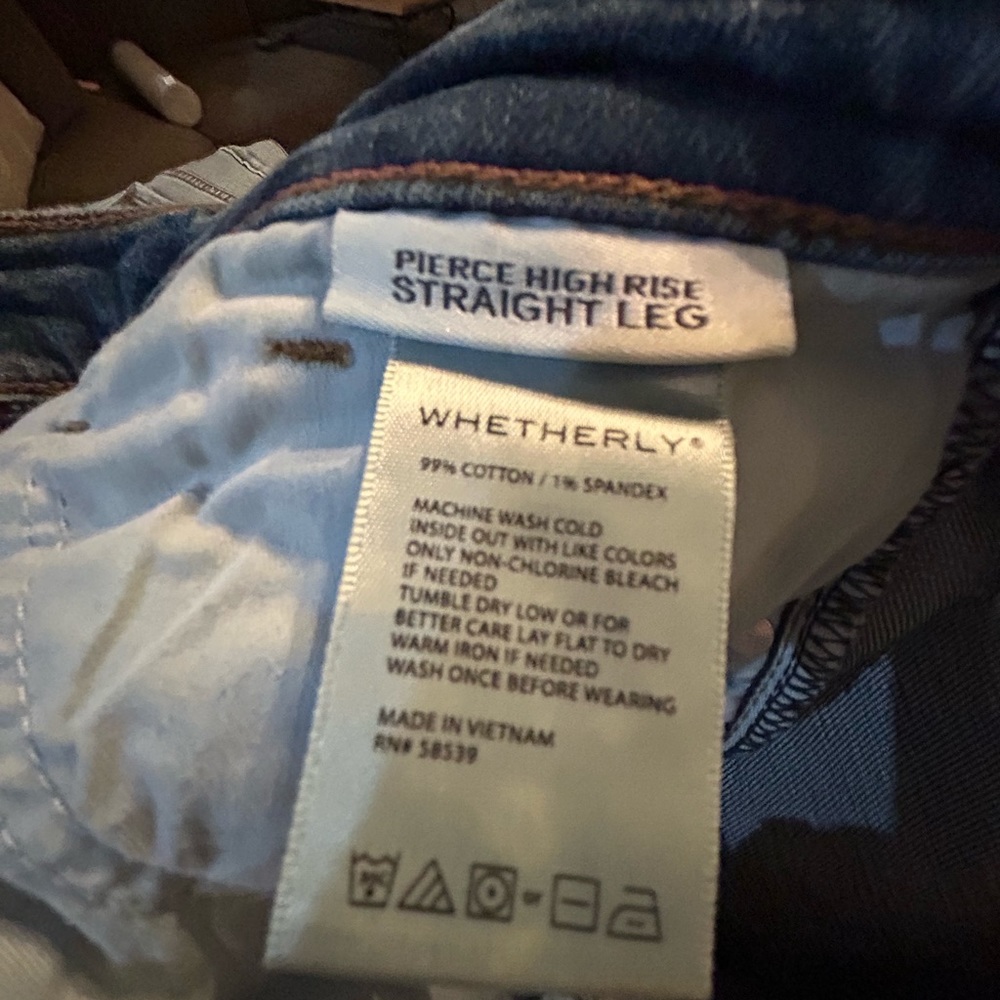 PIERCE HIGH RISE
STRAIGHT LEG
WHETHERLY®
99% COTTON / 1% SPANDEX
MACHINE WASH COLD
INSIDE OUT WITH LIKE COLORS
ONLY NON-CHLORINE BLEACH
IF NEEDED
TUMBLE DRY LOW OR FOR
BETTER CARE LAY FLAT TO DRY
WARM IRON IF NEEDED
WASH ONCE BEFORE WEARING
MADE IN VIETNAM
RN# 58539
or